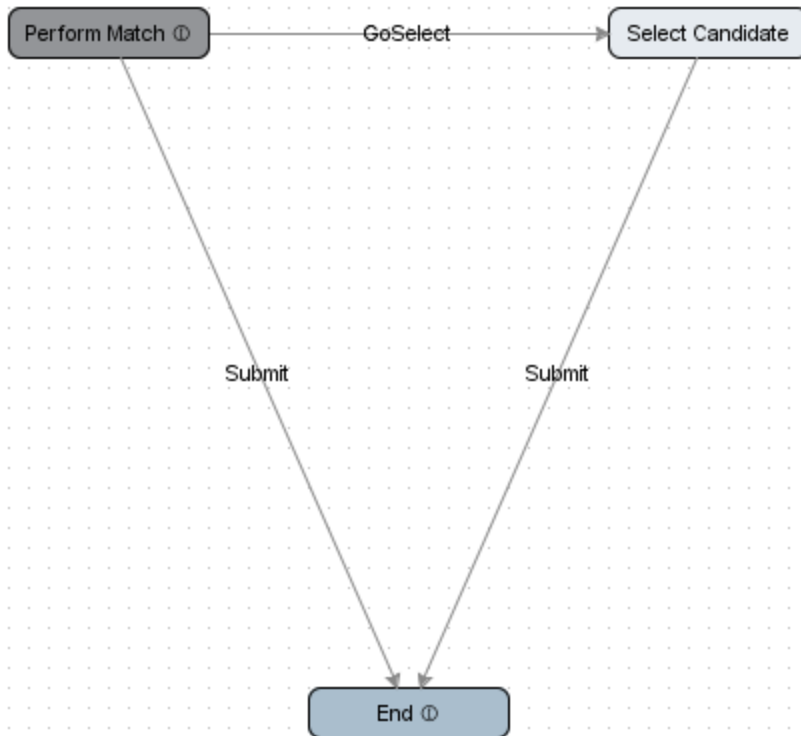 Perform Match ⓘ
GoSelect
Select Candidate
Submit
Submit
End ⓘ